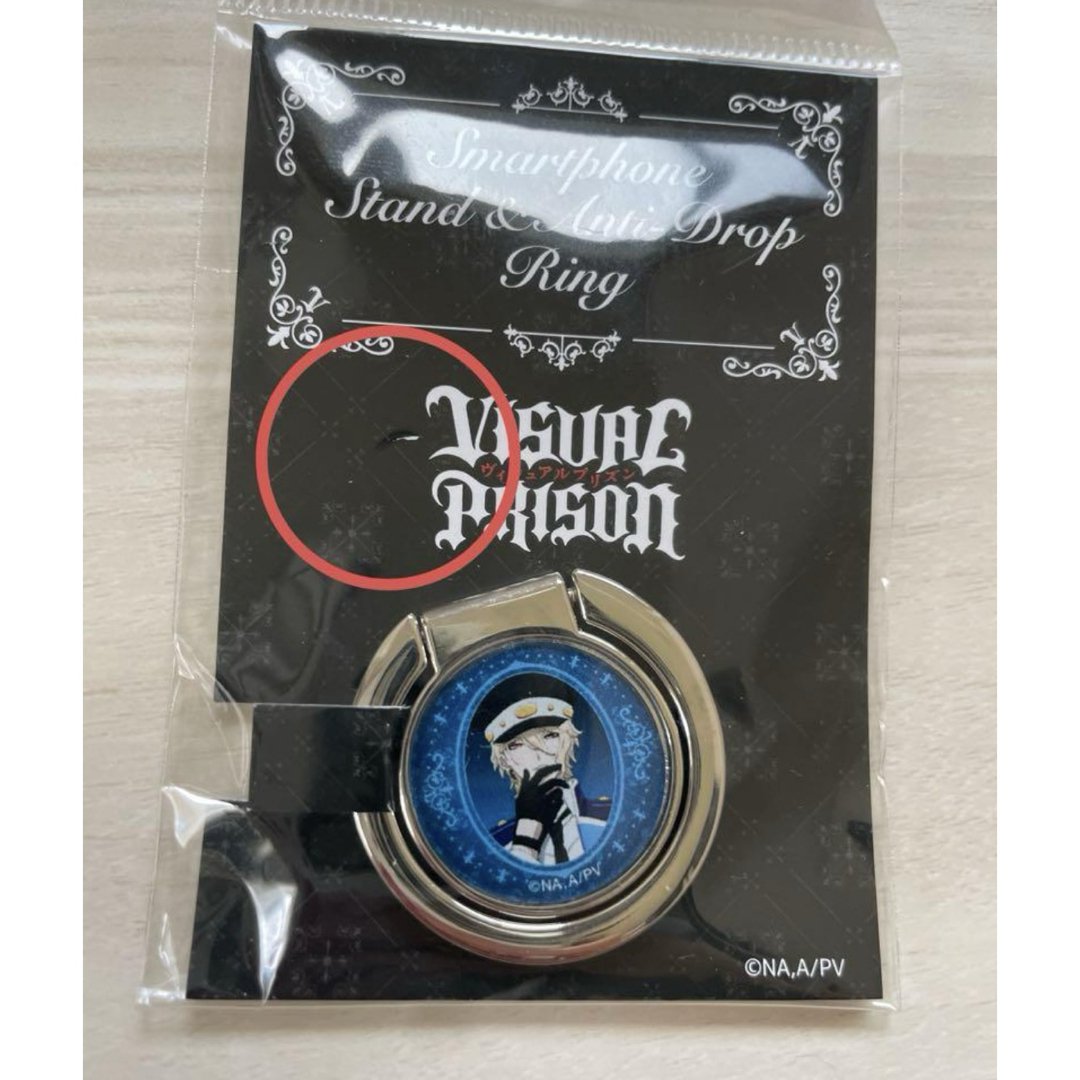 Smartphone
Stand & Anti-Drop
Ring
VISUAL
ヴィジュアルプリズン
PRISON
©NA,A/PV
©NA,A/PV